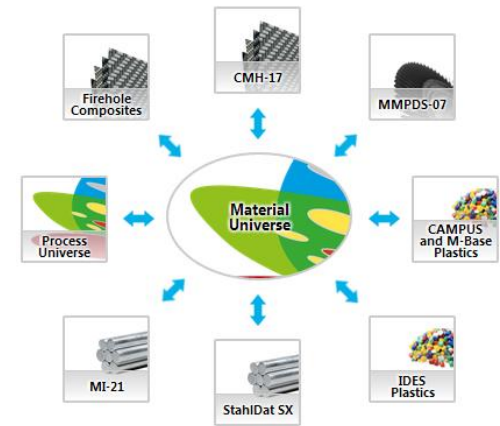 CMH-17
Firehole
Composites
MMPDS-07
Material
Universe
Process
Universe
CAMPUS
and M-Base
Plastics
MI-21
StahlDat SX
IDES
Plastics